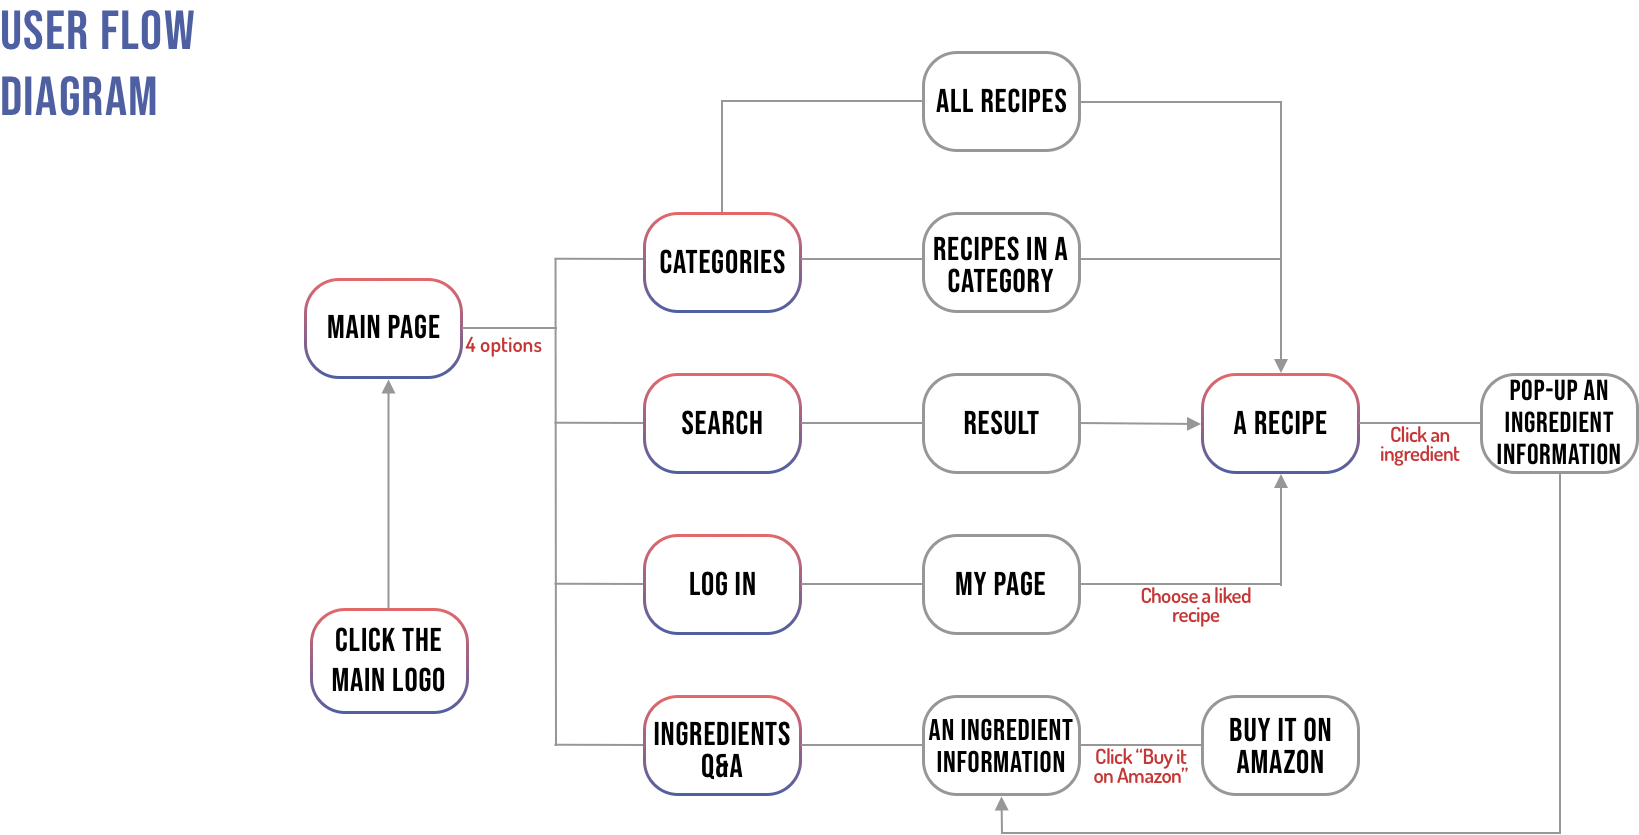 USER FLOW
DIAGRAM
ALL RECIPES
CATEGORIES
RECIPES IN A
CATEGORY
MAIN PAGE
4 options
SEARCH
RESULT
A RECIPE
Click an
ingredient
POP-UP AN
INGREDIENT
INFORMATION
LOG IN
MY PAGE
Choose a liked
recipe
CLICK THE
MAIN LOGO
INGREDIENTS
Q&A
AN INGREDIENT
INFORMATION
Click “Buy it
on Amazon”
BUY IT ON
AMAZON